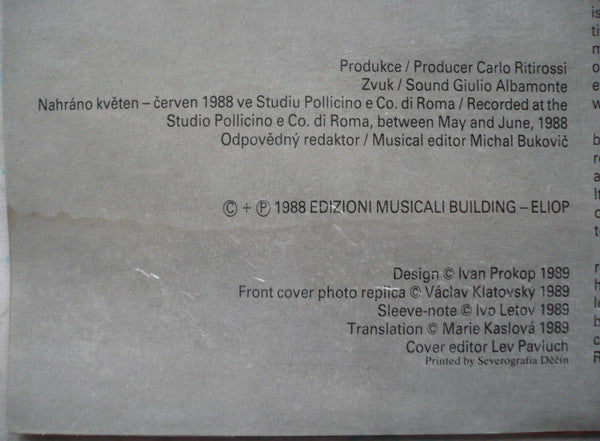 Produkce / Producer Carlo Ritirossi
Zvuk / Sound Giulio Albamonte
Nahráno květen – červen 1988 ve Studiu Pollicino e Co. di Roma / Recorded at the
Studio Pollicino e Co. di Roma, between May and June, 1988
Odpovědný redaktor / Musical editor Michal Bukovič
© + ℗ 1988 EDIZIONI MUSICALI BUILDING – ELIOP
Design © Ivan Prokop 1989
Front cover photo replica © Václav Klatovský 1989
Sleeve-note © Ivo Letov 1989
Translation © Marie Kaslová 1989
Cover editor Lev Pavluch
Printed by Severografia Děčín